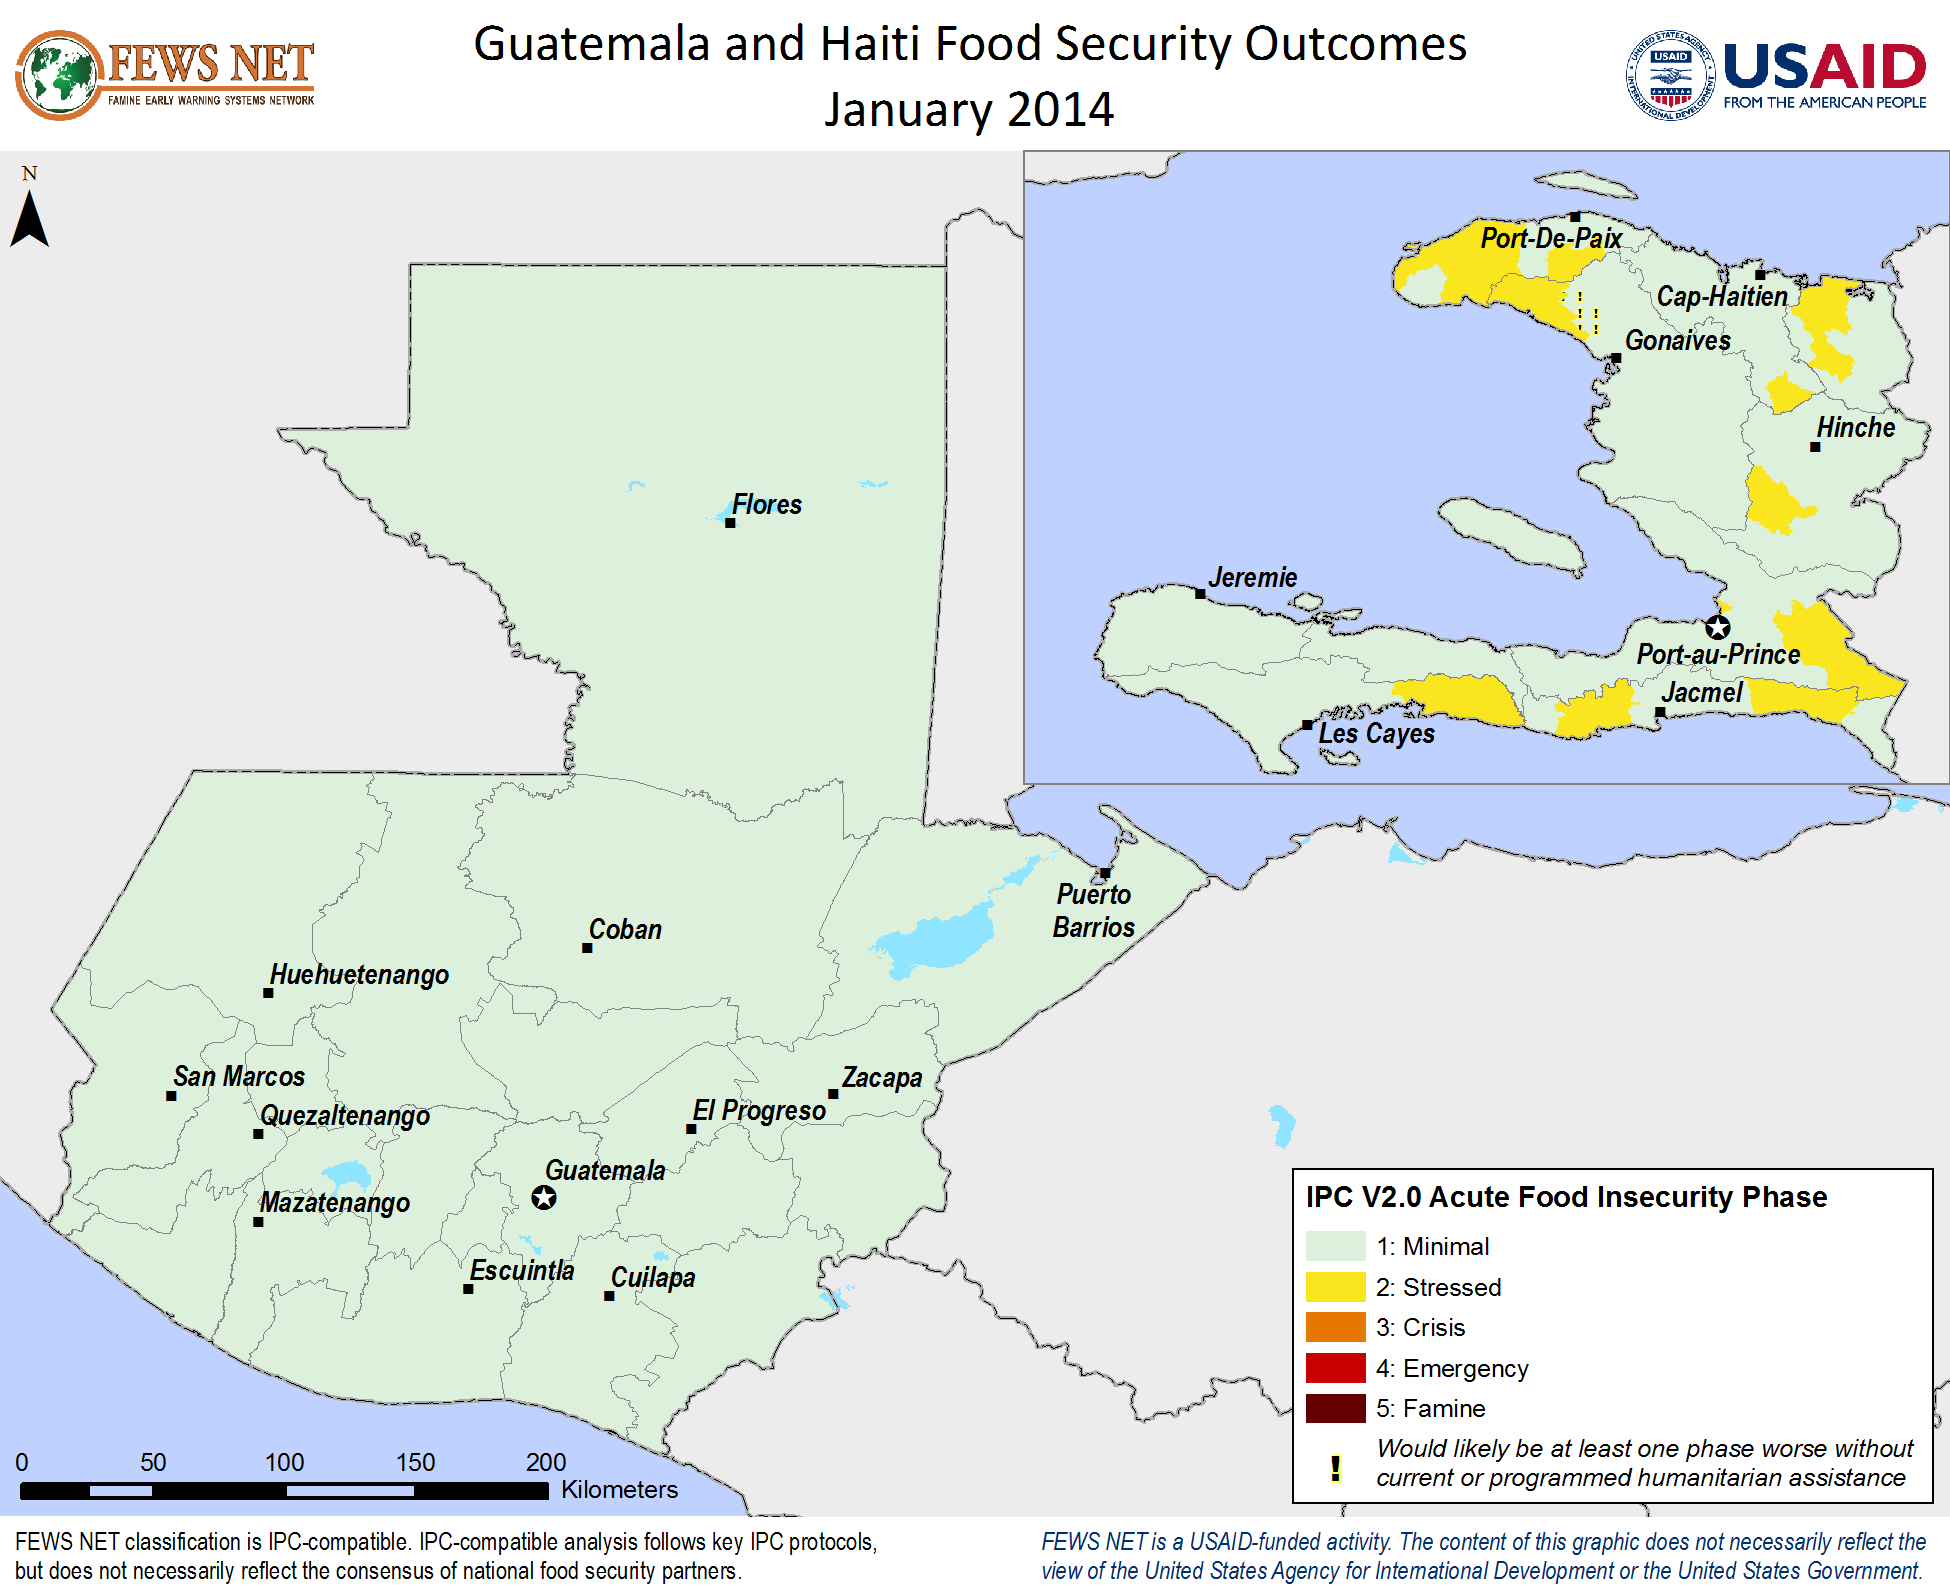 FEWS NET
FAMINE EARLY WARNING SYSTEMS NETWORK
Guatemala and Haiti Food Security Outcomes
January 2014
UNITED STATES AGENCY
USAID
INTERNATIONAL DEVELOPMENT
USAID
FROM THE AMERICAN PEOPLE
N
Port-De-Paix
Cap-Haitien
Gonaives
Hinche
Jeremie
Port-au-Prince
Jacmel
Les Cayes
Flores
Puerto
Barrios
Coban
Huehuetenango
San Marcos
Zacapa
Quezaltenango
El Progreso
Guatemala
Mazatenango
Escuintla
Cuilapa
IPC V2.0 Acute Food Insecurity Phase
1: Minimal
2: Stressed
3: Crisis
4: Emergency
5: Famine
! Would likely be at least one phase worse without
current or programmed humanitarian assistance
0 50 100 150 200
Kilometers
FEWS NET classification is IPC-compatible. IPC-compatible analysis follows key IPC protocols,
but does not necessarily reflect the consensus of national food security partners.
FEWS NET is a USAID-funded activity. The content of this graphic does not necessarily reflect the
view of the United States Agency for International Development or the United States Government.